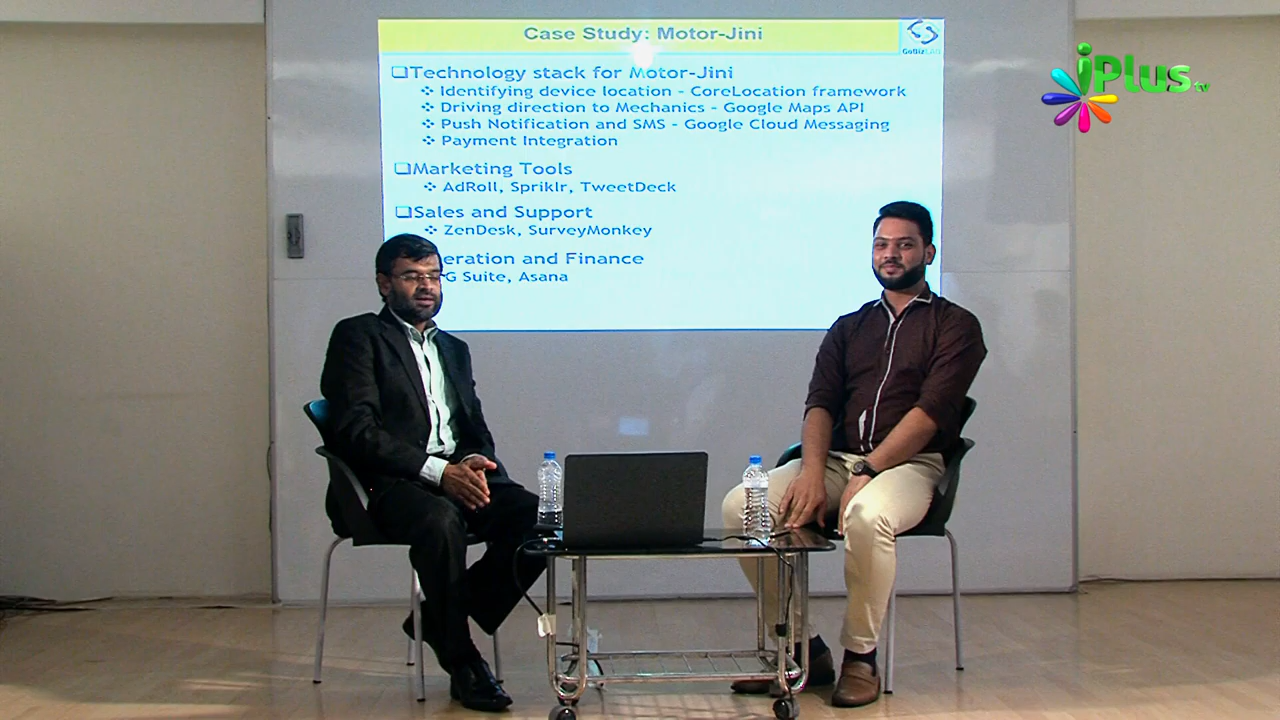 Case Study: Motor-Jini
GoBizLAB
iPlus tv
❑Technology stack for Motor-Jini
❖ Identifying device location - CoreLocation framework
❖ Driving direction to Mechanics - Google Maps API
❖ Push Notification and SMS - Google Cloud Messaging
❖ Payment Integration
❑Marketing Tools
❖ AdRoll, Spriklr, TweetDeck
❑Sales and Support
❖ ZenDesk, SurveyMonkey
eration and Finance
G Suite, Asana